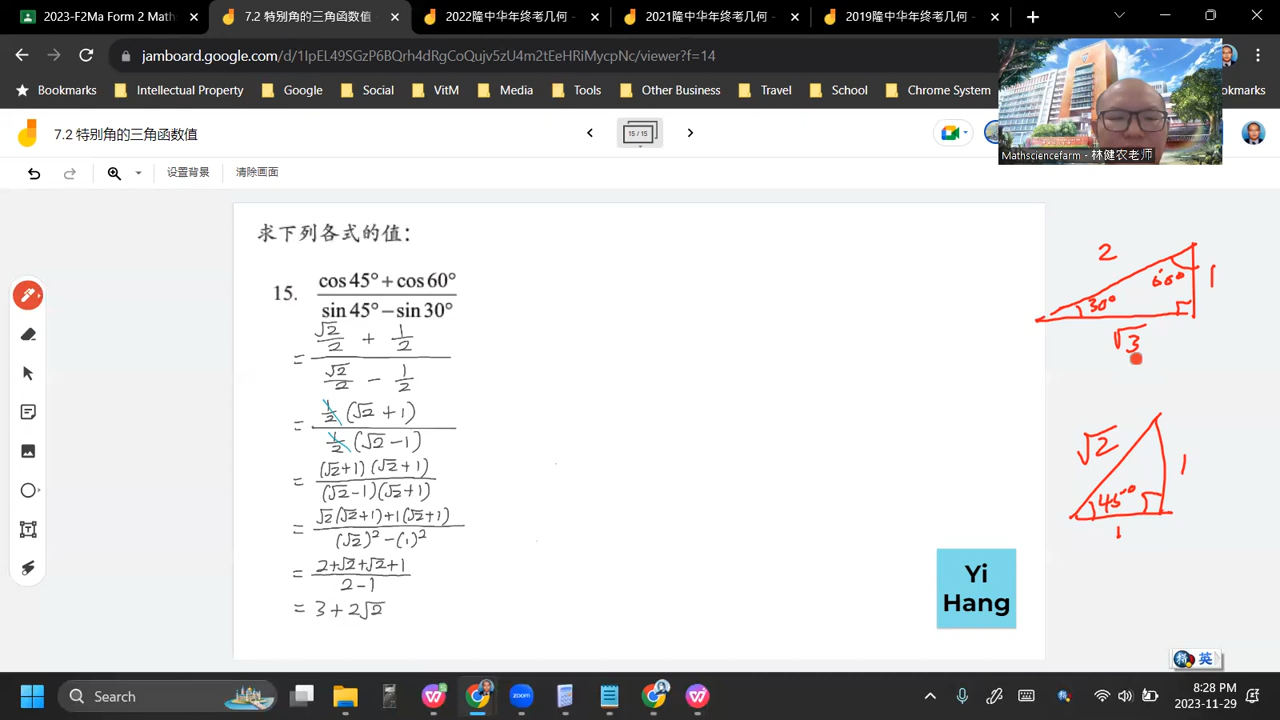 2023-F2Ma Form 2 Math
7.2 特别角的三角函数值
2022隆中华年终考几何
2021隆中华年终考几何
2019隆中华年终考几何
Bookmarks
Intellectual Property
Google
Social
VitM
Media
Tools
Other Business
Travel
School
Chrome System
Bookmarks
7.2 特别角的三角函数值
15 / 15
Mathsciencefarm - 林健农老师
设置背景
清除画面
求下列各式的值:
15. (cos 45° + cos 60°)/(sin 45° − sin 30°)
= (√2/2 + 1/2)/(√2/2 − 1/2)
= (1/2 (√2 + 1))/(1/2 (√2 − 1))
= ((√2+1)(√2+1))/((√2−1)(√2+1))
= (√2(√2+1)+1(√2+1))/((√2)² − (1)²)
= (2+√2+√2+1)/(2−1)
= 3 + 2√2
2
60°
1
30°
√3
√2
1
45°
1
Yi
Hang
英
Search
zoom
8:28 PM
2023-11-29